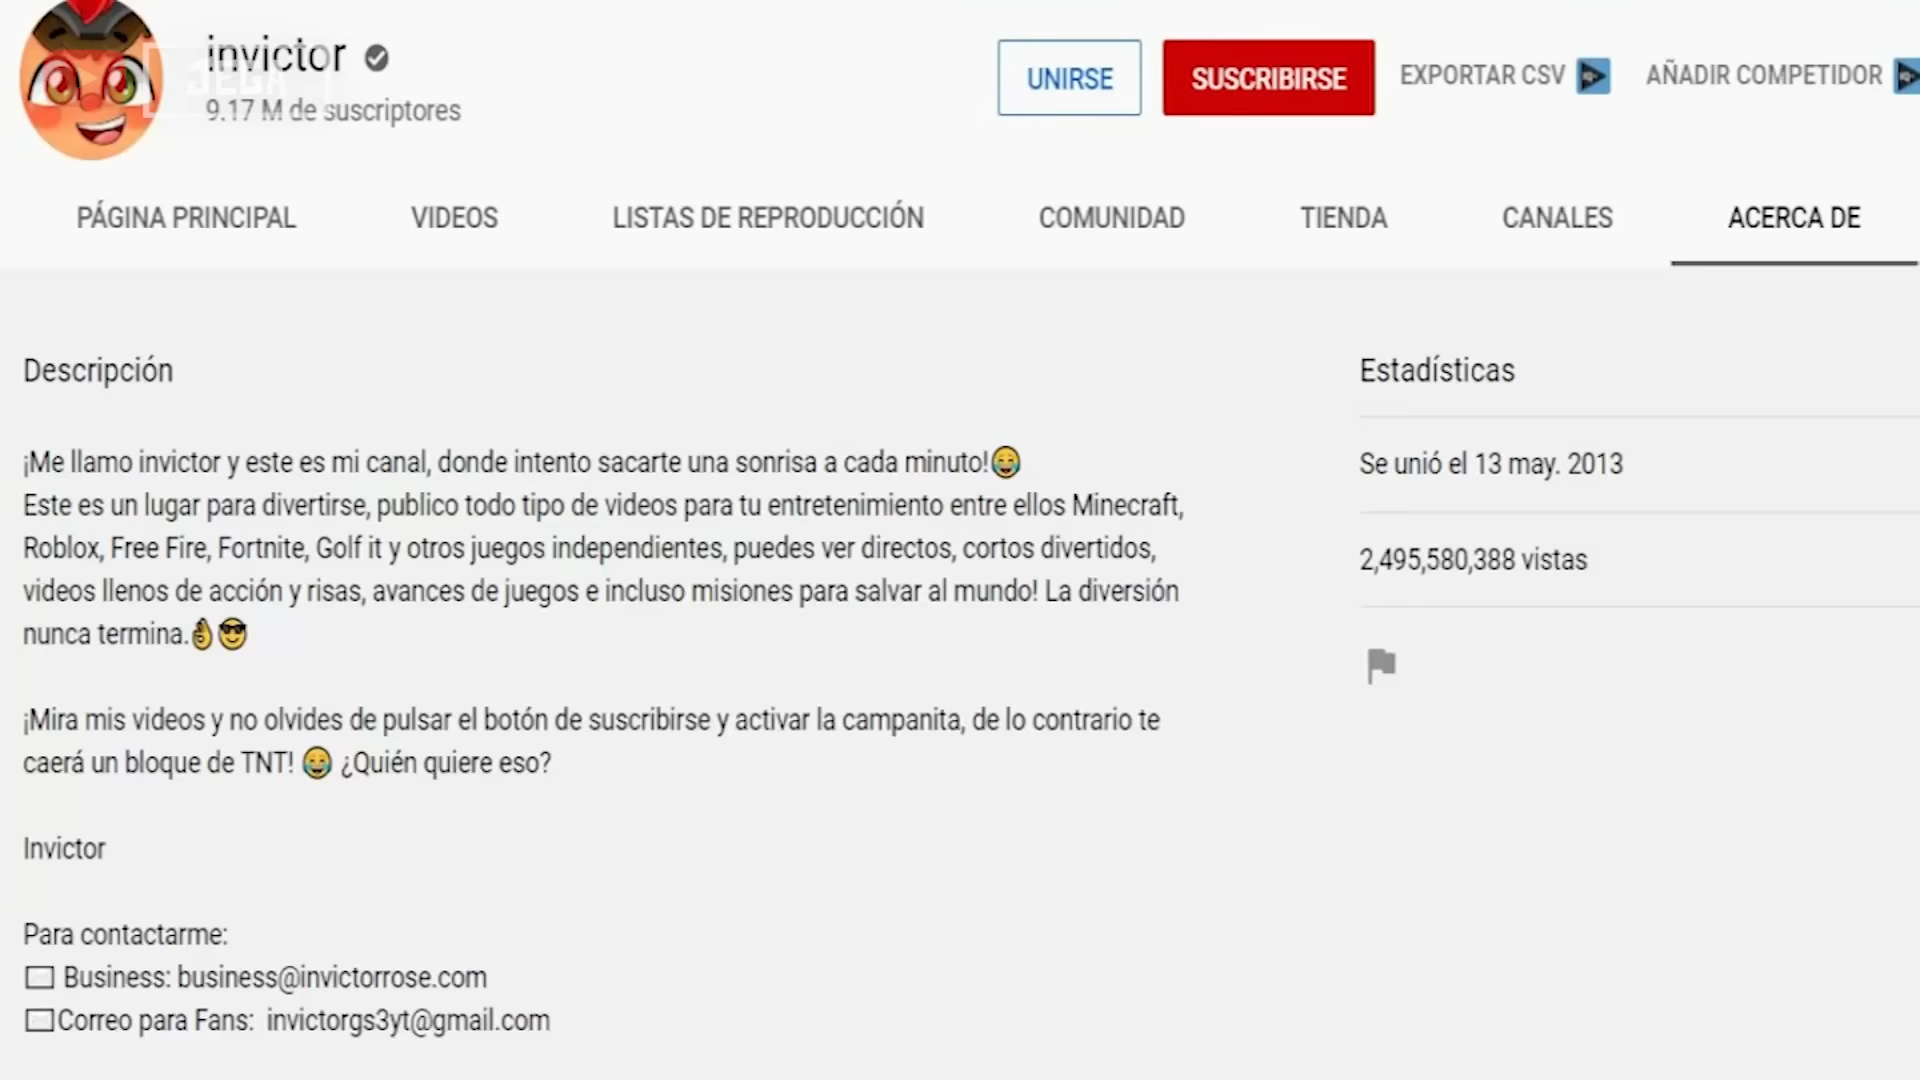 invictor
JEGA
9.17 M de suscriptores
UNIRSE
SUSCRIBIRSE
EXPORTAR CSV
AÑADIR COMPETIDOR
PÁGINA PRINCIPAL
VIDEOS
LISTAS DE REPRODUCCIÓN
COMUNIDAD
TIENDA
CANALES
ACERCA DE
Descripción
¡Me llamo invictor y este es mi canal, donde intento sacarte una sonrisa a cada minuto!😂
Este es un lugar para divertirse, publico todo tipo de videos para tu entretenimiento entre ellos Minecraft,
Roblox, Free Fire, Fortnite, Golf it y otros juegos independientes, puedes ver directos, cortos divertidos,
videos llenos de acción y risas, avances de juegos e incluso misiones para salvar al mundo! La diversión
nunca termina.👌😎
¡Mira mis videos y no olvides de pulsar el botón de suscribirse y activar la campanita, de lo contrario te
caerá un bloque de TNT! 😂 ¿Quién quiere eso?
Invictor
Para contactarme:
Business: business@invictorrose.com
Correo para Fans: invictorgs3yt@gmail.com
Estadísticas
Se unió el 13 may. 2013
2,495,580,388 vistas